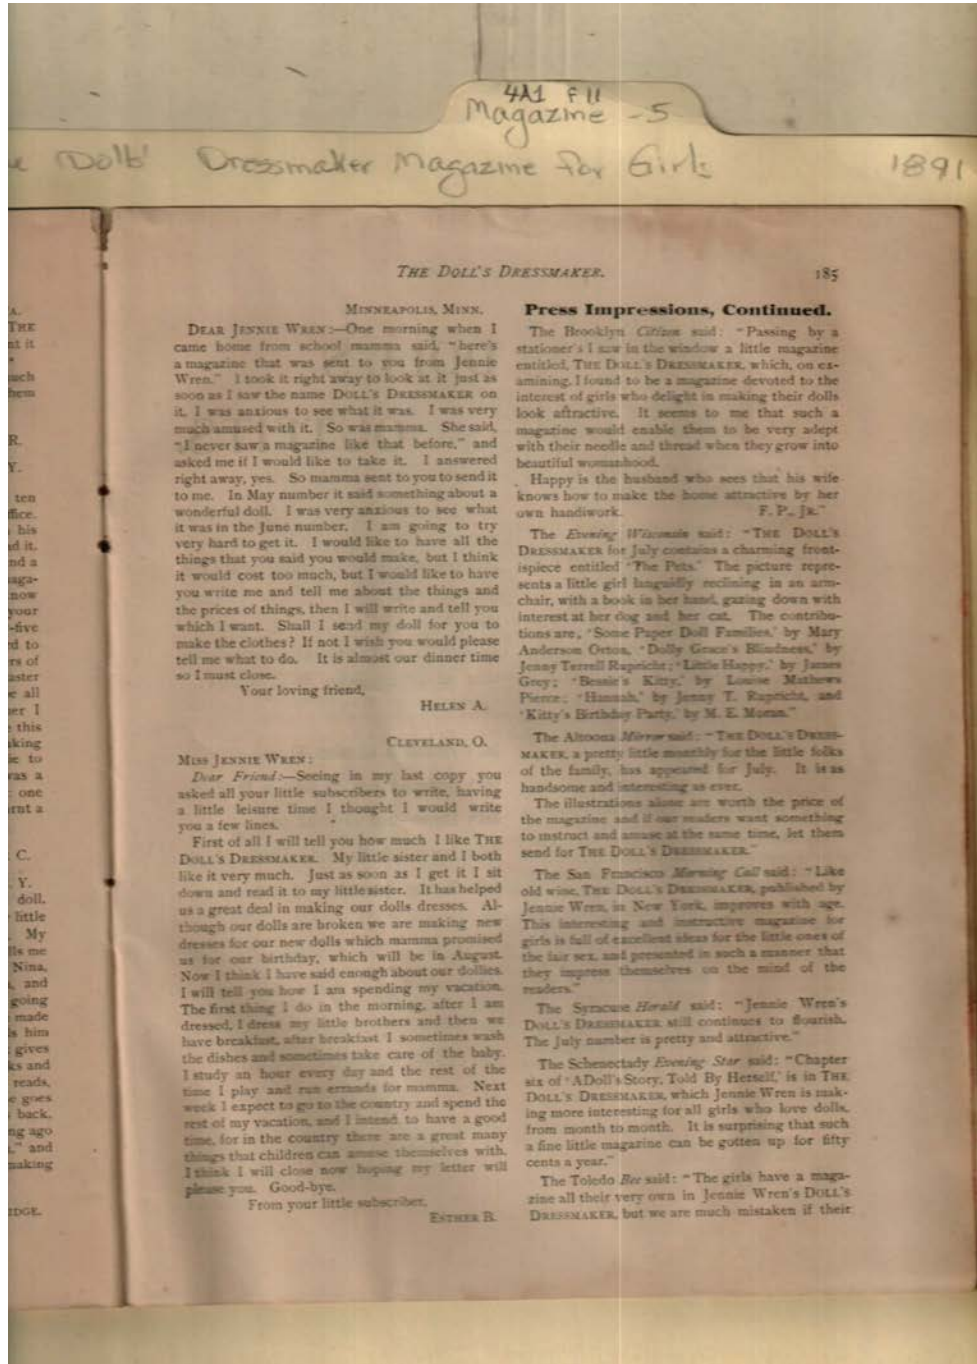 4A1 F11
Magazine -5
Dolls' Dressmaker Magazine for Girls 1891
THE DOLL'S DRESSMAKER. 185
MINNEAPOLIS, MINN.
DEAR JENNIE WREN:—One morning when I
came home from school mamma said, "here's
a magazine that was sent to you from Jennie
Wren." I took it right away to look at it just as
soon as I saw the name DOLL'S DRESSMAKER on
it, I was anxious to see what it was. I was very
much amused with it. So was mamma. She said,
"I never saw a magazine like that before," and
asked me if I would like to take it. I answered
right away, yes. So mamma sent to you to send it
to me. In May number it said something about a
wonderful doll. I was very anxious to see what
it was in the June number. I am going to try
very hard to get it. I would like to have all the
things that you said you would make, but I think
it would cost too much, but I would like to have
you write me and tell me about the things and
the prices of things, then I will write and tell you
which I want. Shall I send my doll for you to
make the clothes? If not I wish you would please
tell me what to do. It is almost our dinner time
so I must close.
Your loving friend,
HELEN A.
CLEVELAND, O.
MISS JENNIE WREN:
Dear Friend:—Seeing in my last copy you
asked all your little subscribers to write, having
a little leisure time I thought I would write
you a few lines.
First of all I will tell you how much I like THE
DOLL'S DRESSMAKER. My little sister and I both
like it very much. Just as soon as I get it I sit
down and read it to my little sister. It has helped
us a great deal in making our dolls dresses. Al-
though our dolls are broken we are making new
dresses for our new dolls which mamma promised
us for our birthday, which will be in August.
Now I think I have said enough about our dollies.
I will tell you how I am spending my vacation.
The first thing I do in the morning, after I am
dressed, I dress my little brothers and then we
have breakfast, after breakfast I sometimes wash
the dishes and sometimes take care of the baby.
I study an hour every day and the rest of the
time I play and run errands for mamma. Next
week I expect to go to the country and spend the
rest of my vacation, and I intend to have a good
time, for in the country there are a great many
things that children can amuse themselves with.
I think I will close now hoping my letter will
please you. Good-bye.
From your little subscriber,
ESTHER B.
Press Impressions, Continued.
The Brooklyn Citizen said: "Passing by a
stationer's I saw in the window a little magazine
entitled, THE DOLL'S DRESSMAKER, which, on ex-
amining, I found to be a magazine devoted to the
interest of girls who delight in making their dolls
look attractive. It seems to me that such a
magazine would enable them to be very adept
with their needle and thread when they grow into
beautiful womanhood.
Happy is the husband who sees that his wife
knows how to make the home attractive by her
own handiwork. F. P., JR."
The Evening Wisconsin said: "THE DOLL'S
DRESSMAKER for July contains a charming front-
ispiece entitled 'The Pets.' The picture repre-
sents a little girl languidly reclining in an arm-
chair, with a book in her hand, gazing down with
interest at her dog and her cat. The contribu-
tions are, 'Some Paper Doll Families,' by Mary
Anderson Orton, 'Dolly Grace's Blindness,' by
Jenny Terrell Rupricht; 'Little Happy,' by James
Grey; 'Bessie's Kitty,' by Louise Mathews
Pierce; 'Hannah,' by Jenny T. Rupricht, and
'Kitty's Birthday Party,' by M. E. Moran."
The Altoona Mirror said: "THE DOLL'S DRESS-
MAKER, a pretty little monthly for the little folks
of the family, has appeared for July. It is as
handsome and interesting as ever.
The illustrations alone are worth the price of
the magazine and if our readers want something
to instruct and amuse at the same time, let them
send for THE DOLL'S DRESSMAKER."
The San Francisco Morning Call said: "Like
old wine, THE DOLL'S DRESSMAKER, published by
Jennie Wren, in New York, improves with age.
This interesting and instructive magazine for
girls is full of excellent ideas for the little ones of
the fair sex, and presented in such a manner that
they impress themselves on the mind of the
readers."
The Syracuse Herald said: "Jennie Wren's
DOLL'S DRESSMAKER still continues to flourish.
The July number is pretty and attractive."
The Schenectady Evening Star said: "Chapter
six of 'A Doll's Story, Told By Herself,' is in THE
DOLL'S DRESSMAKER, which Jennie Wren is mak-
ing more interesting for all girls who love dolls,
from month to month. It is surprising that such
a fine little magazine can be gotten up for fifty
cents a year."
The Toledo Bee said: "The girls have a maga-
zine all their very own in Jennie Wren's DOLL'S
DRESSMAKER, but we are much mistaken if their